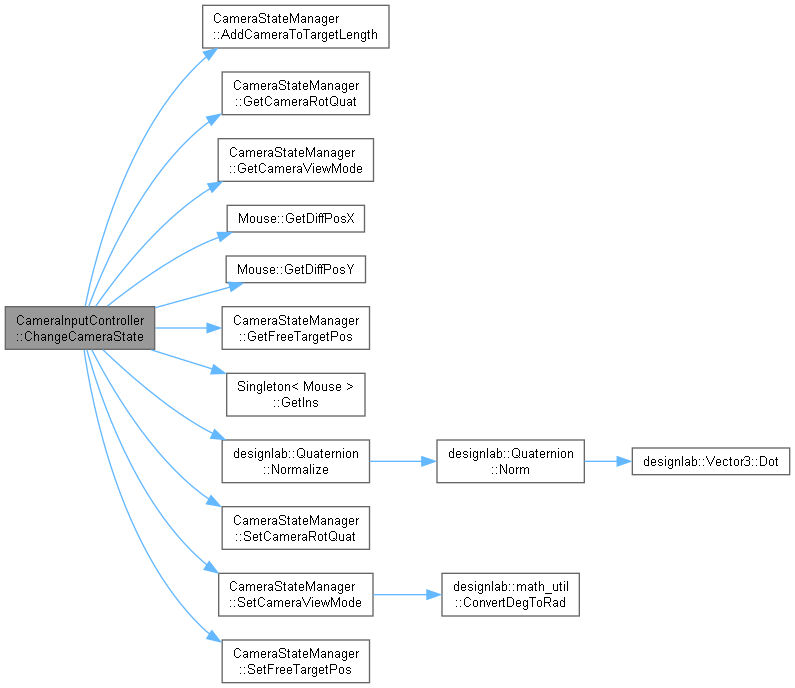 CameraStateManager
::AddCameraToTargetLength
CameraStateManager
::GetCameraRotQuat
CameraStateManager
::GetCameraViewMode
Mouse::GetDiffPosX
Mouse::GetDiffPosY
CameraInputController
::ChangeCameraState
CameraStateManager
::GetFreeTargetPos
Singleton< Mouse >
::GetIns
designlab::Quaternion
::Normalize
designlab::Quaternion
::Norm
designlab::Vector3::Dot
CameraStateManager
::SetCameraRotQuat
CameraStateManager
::SetCameraViewMode
designlab::math_util
::ConvertDegToRad
CameraStateManager
::SetFreeTargetPos